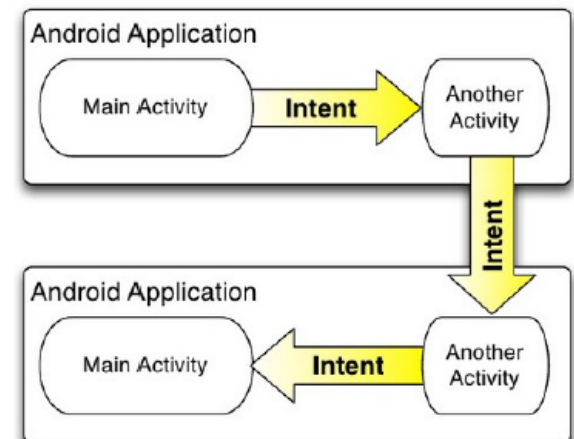 Android Application
Main Activity
Intent
Another
Activity
Intent
Android Application
Main Activity
Intent
Another
Activity